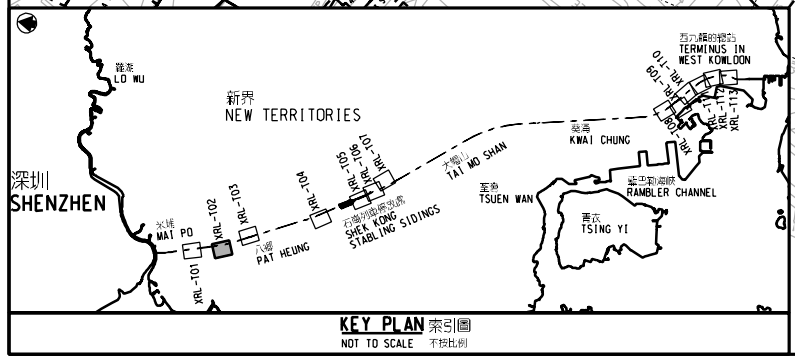 西九龍的總站
TERMINUS IN
WEST KOWLOON
羅湖
LO WU
XRL-T10
XRL-T09
新界
NEW TERRITORIES
XRL-T12
XRL-T13
XRL-T08
葵涌
KWAI CHUNG
XRL-T07
XRL-T06
XRL-T05
XRL-T04
大帽山
TAI MO SHAN
深圳
SHENZHEN
米埔
MAI PO
XRL-T01
XRL-T02
XRL-T03
八鄉
PAT HEUNG
石崗列車停放處
SHEK KONG
STABLING SIDINGS
至荃灣
TSUEN WAN
藍巴勒海峽
RAMBLER CHANNEL
青衣
TSING YI
KEY PLAN 索引圖
NOT TO SCALE 不按比例